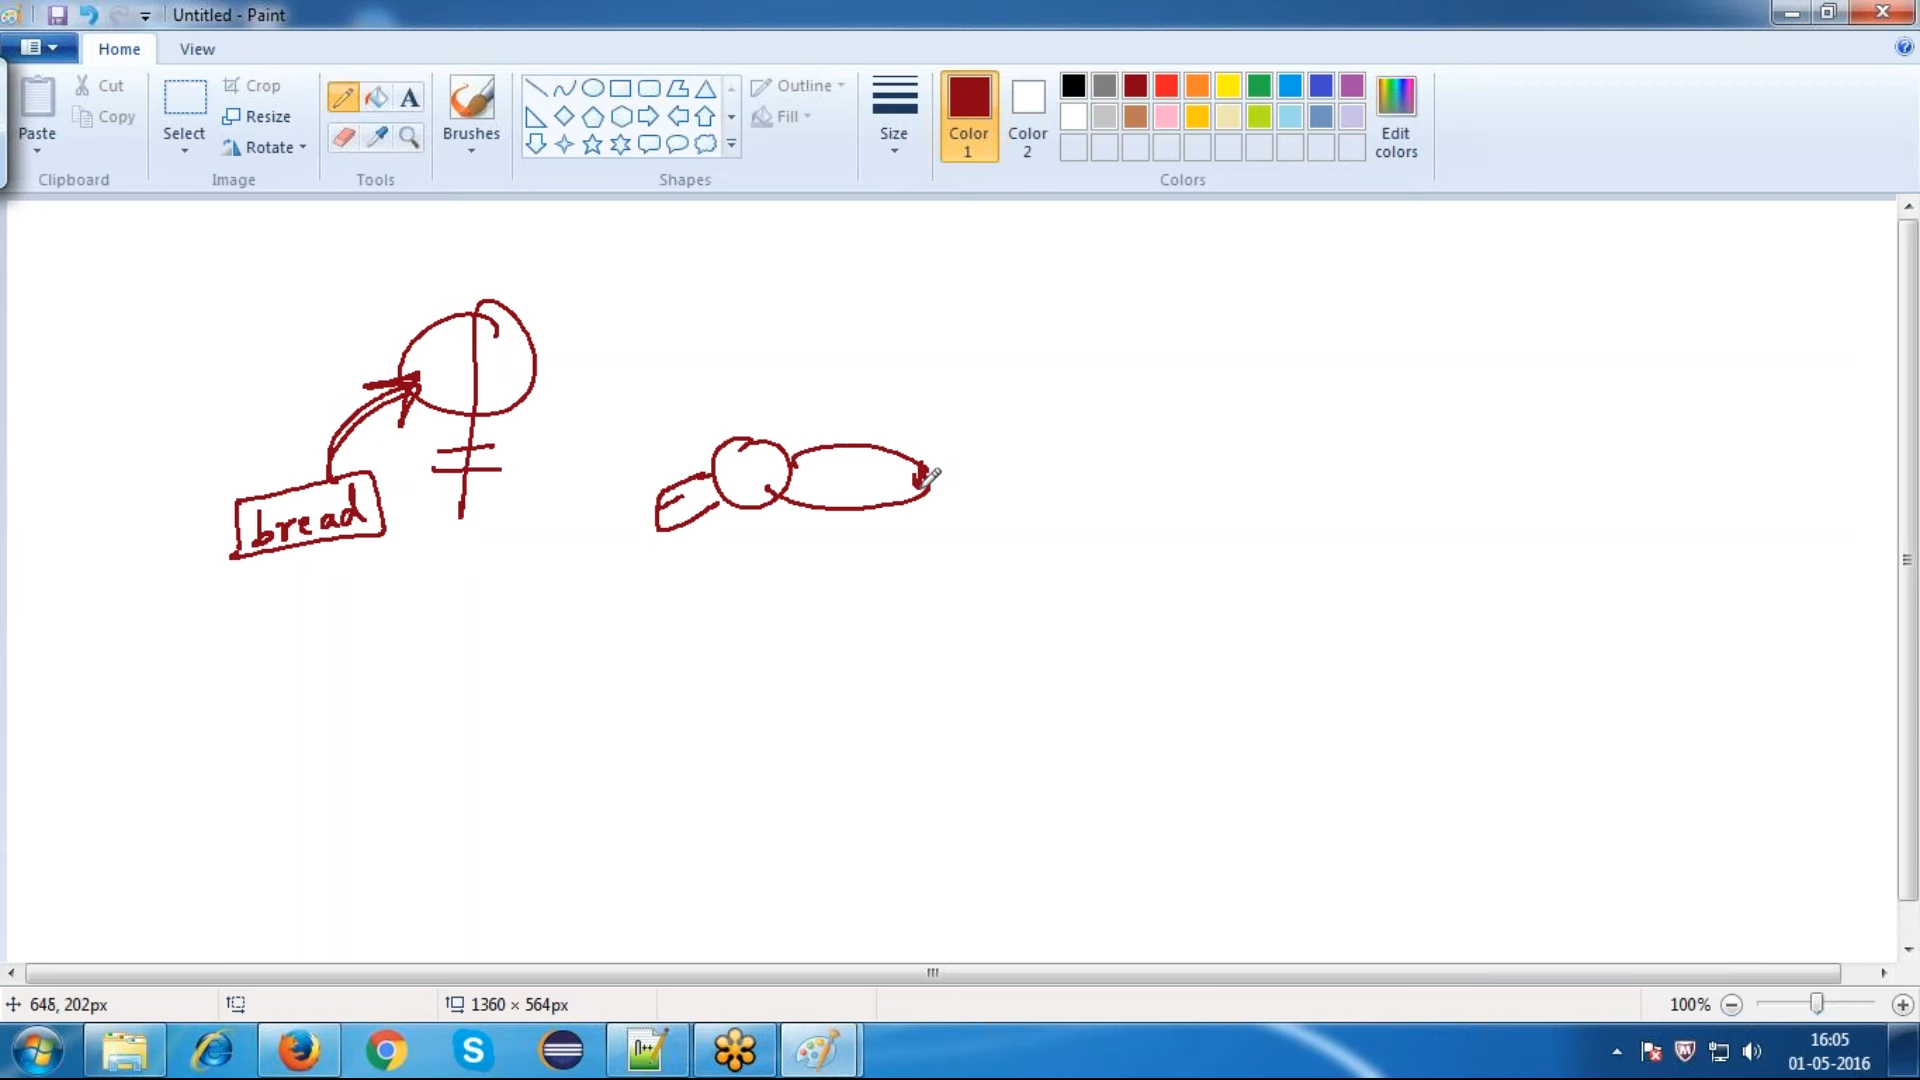 Untitled - Paint
Home View
Cut
Copy
Paste
Clipboard
Crop
Resize
Rotate
Select
Image
Tools
Brushes
Shapes
Outline
Fill
Size
Color 1
Color 2
Colors
Edit colors
bread
648, 202px
1360 × 564px
100%
16:05
01-05-2016